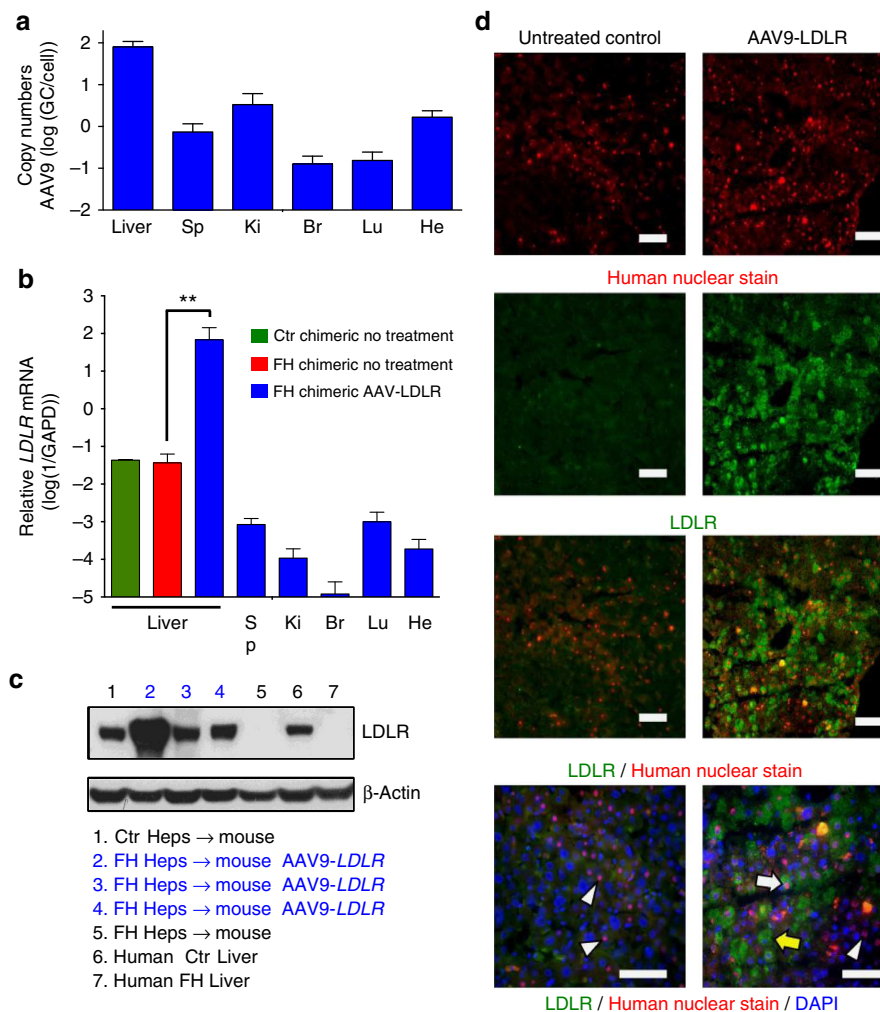 a
Copy numbers
AAV9 (log (GC/cell))
2
1
0
–1
–2
Liver Sp Ki Br Lu He
b
Relative LDLR mRNA
(log(1/GAPD))
3
2
1
0
–1
–2
–3
–4
–5
**
Ctr chimeric no treatment
FH chimeric no treatment
FH chimeric AAV-LDLR
Liver S
p Ki Br Lu He
c
1 2 3 4 5 6 7
LDLR
β-Actin
1. Ctr Heps → mouse
2. FH Heps → mouse AAV9-LDLR
3. FH Heps → mouse AAV9-LDLR
4. FH Heps → mouse AAV9-LDLR
5. FH Heps → mouse
6. Human Ctr Liver
7. Human FH Liver
d
Untreated control AAV9-LDLR
Human nuclear stain
LDLR
LDLR / Human nuclear stain
LDLR / Human nuclear stain / DAPI